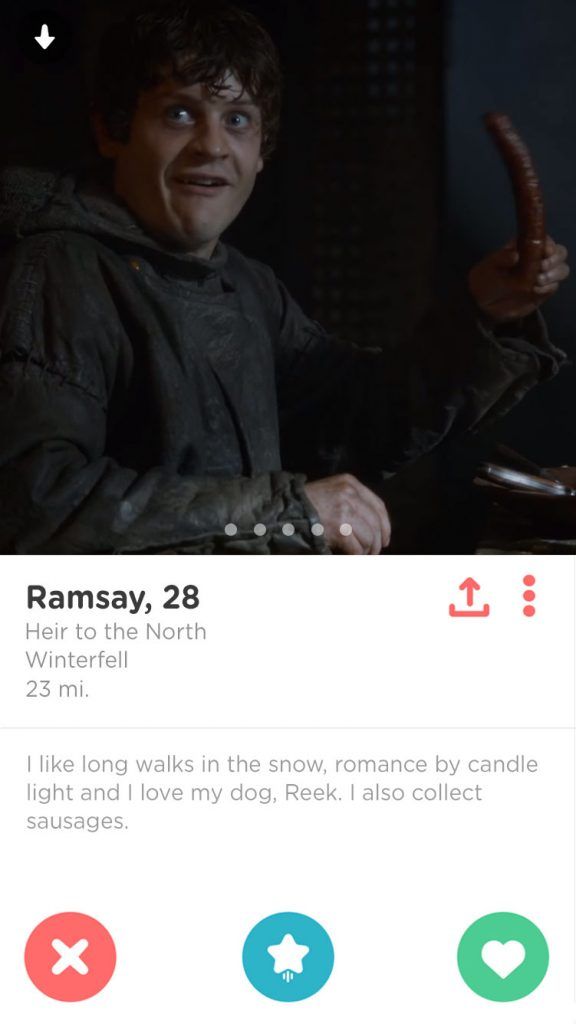 Ramsay, 28
Heir to the North
Winterfell
23 mi.
I like long walks in the snow, romance by candle
light and I love my dog, Reek. I also collect
sausages.